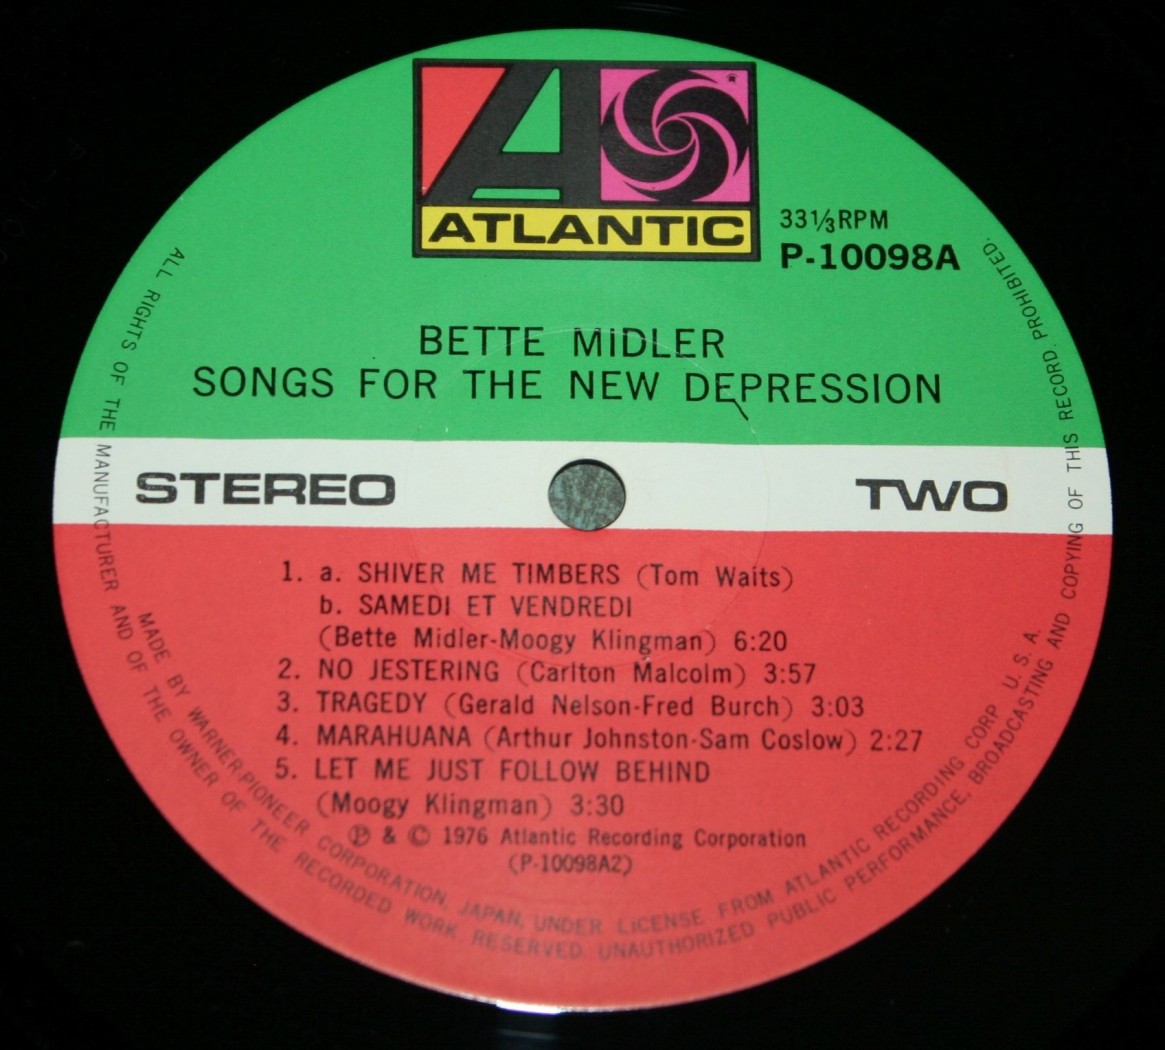 ATLANTIC
®
33⅓RPM
P-10098A
BETTE MIDLER
SONGS FOR THE NEW DEPRESSION
STEREO
TWO
1. a. SHIVER ME TIMBERS (Tom Waits)
b. SAMEDI ET VENDREDI
(Bette Midler-Moogy Klingman) 6:20
2. NO JESTERING (Carlton Malcolm) 3:57
3. TRAGEDY (Gerald Nelson-Fred Burch) 3:03
4. MARAHUANA (Arthur Johnston-Sam Coslow) 2:27
5. LET ME JUST FOLLOW BEHIND
(Moogy Klingman) 3:30
℗ & © 1976 Atlantic Recording Corporation
(P-10098A2)
MADE BY WARNER-PIONEER CORPORATION, JAPAN, UNDER LICENSE FROM ATLANTIC RECORDING CORP. U. S. A.
ALL RIGHTS OF THE MANUFACTURER AND OF THE OWNER OF THE RECORDED WORK RESERVED. UNAUTHORIZED PUBLIC PERFORMANCE, BROADCASTING AND COPYING OF THIS RECORD PROHIBITED.